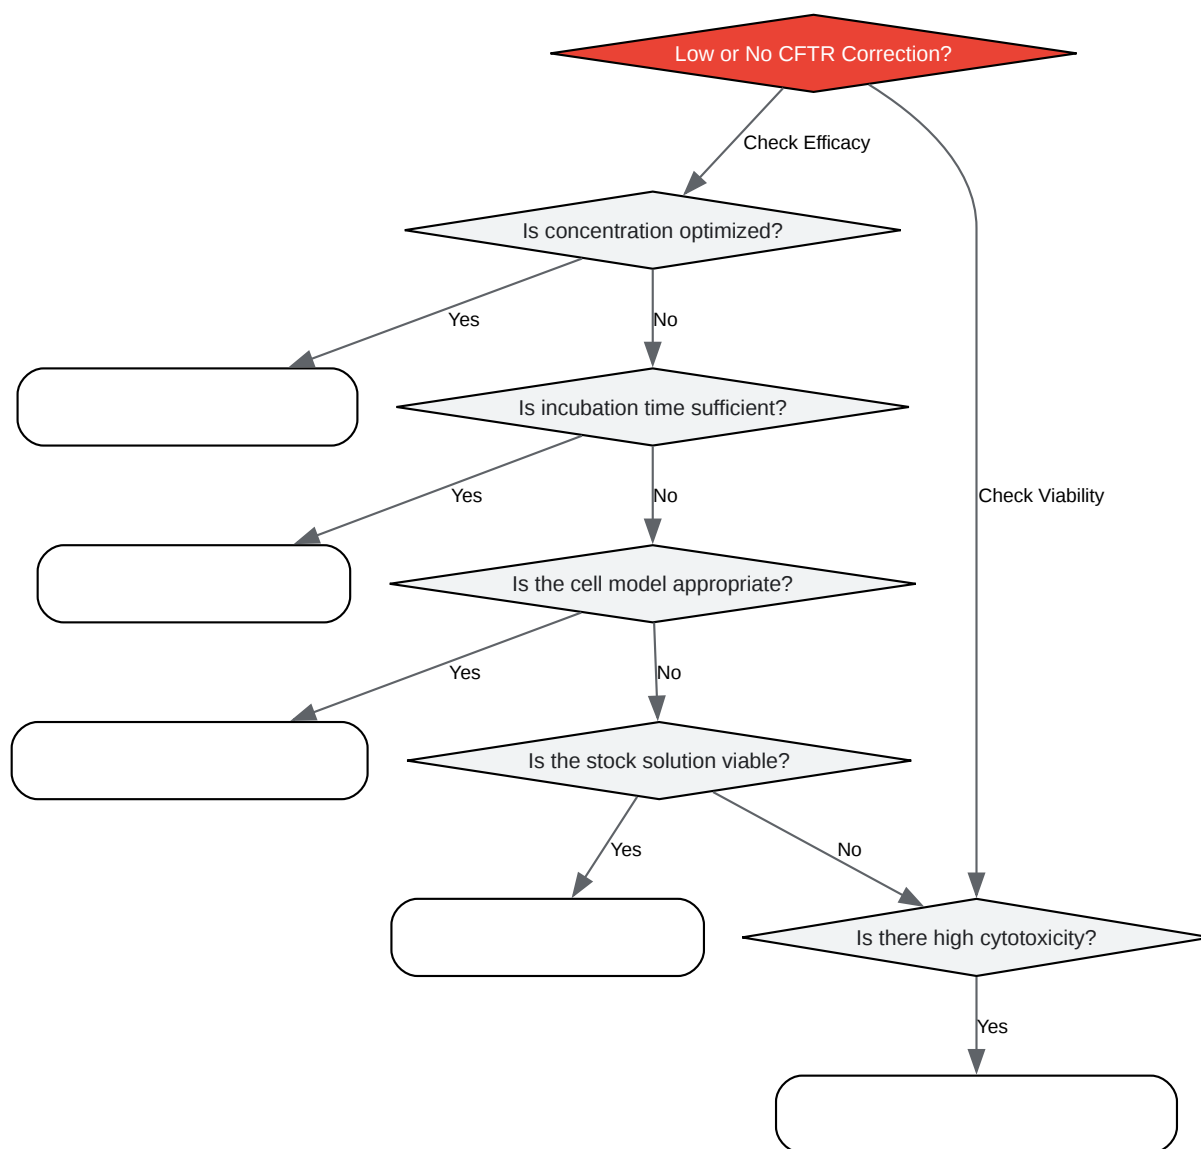 Low or No CFTR Correction?
Check Efficacy
Is concentration optimized?
Yes
No
Is incubation time sufficient?
Yes
No
Check Viability
Is the cell model appropriate?
Yes
No
Is the stock solution viable?
Yes
No
Is there high cytotoxicity?
Yes